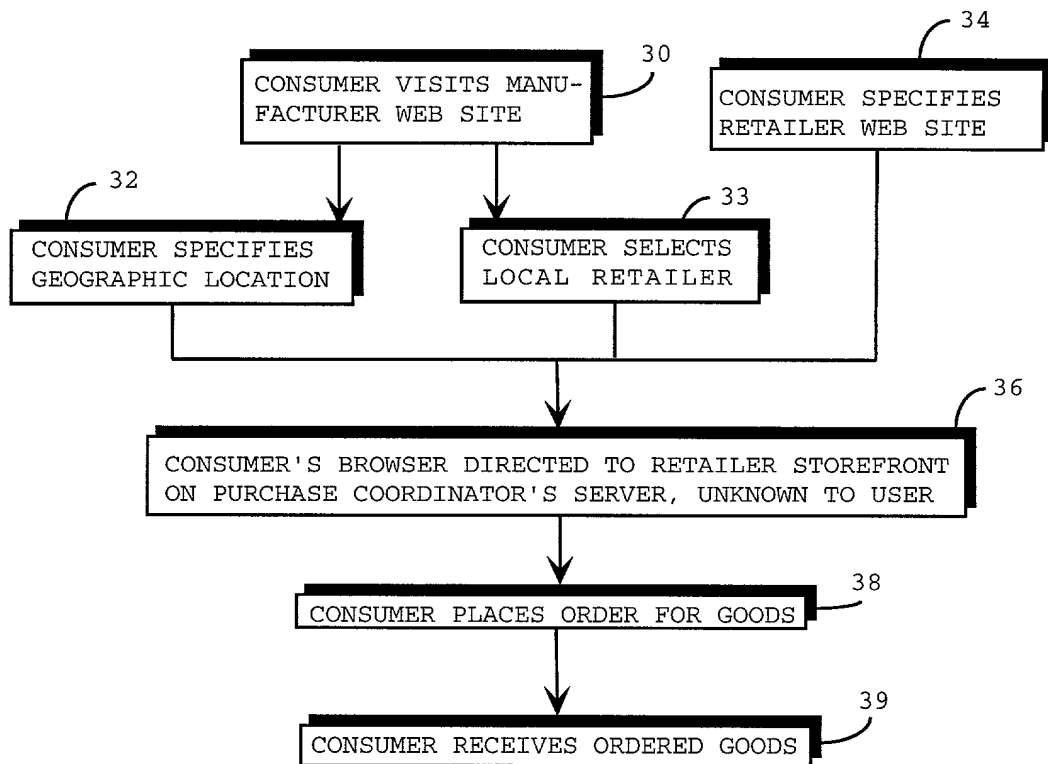 30
CONSUMER VISITS MANU-
FACTURER WEB SITE
34
CONSUMER SPECIFIES
RETAILER WEB SITE
32
CONSUMER SPECIFIES
GEOGRAPHIC LOCATION
33
CONSUMER SELECTS
LOCAL RETAILER
36
CONSUMER'S BROWSER DIRECTED TO RETAILER STOREFRONT
ON PURCHASE COORDINATOR'S SERVER, UNKNOWN TO USER
38
CONSUMER PLACES ORDER FOR GOODS
39
CONSUMER RECEIVES ORDERED GOODS